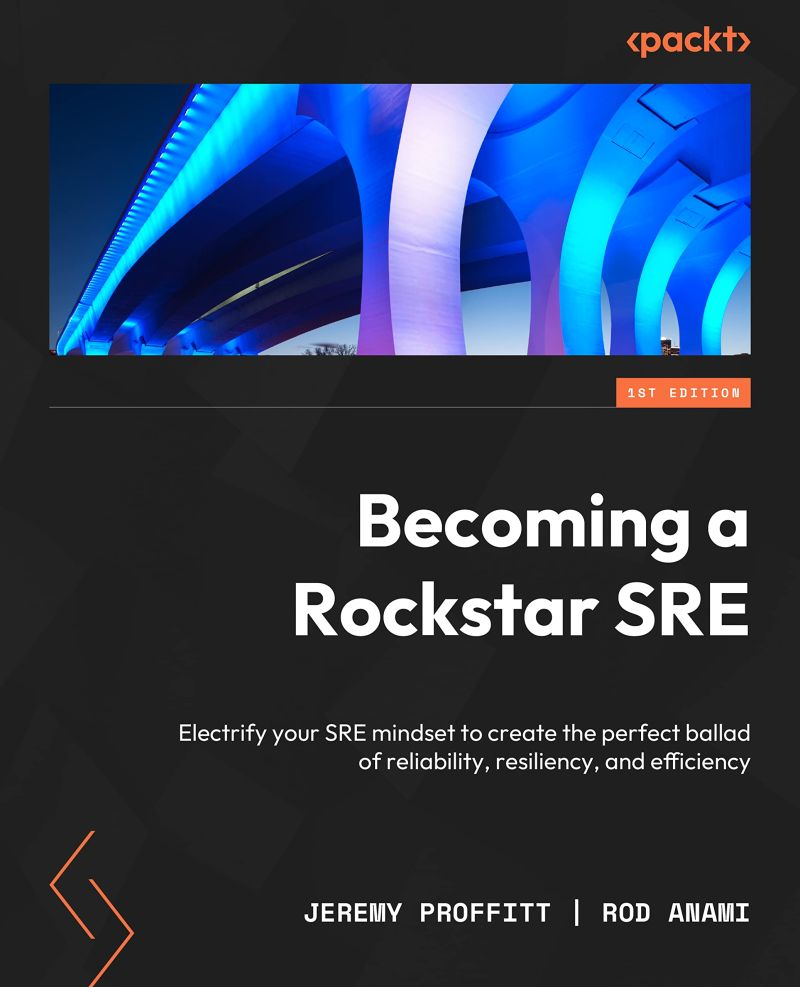 <packt>
1ST EDITION
Becoming a
Rockstar SRE
Electrify your SRE mindset to create the perfect ballad
of reliability, resiliency, and efficiency
JEREMY PROFFITT | ROD ANAMI